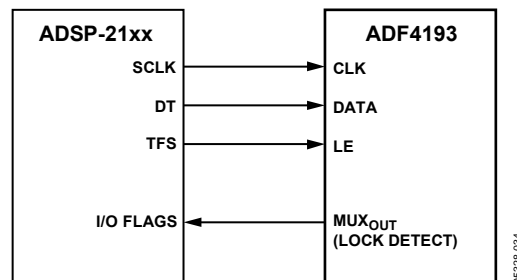 ADSP-21xx
SCLK
DT
TFS
I/O FLAGS
ADF4193
CLK
DATA
LE
MUXOUT
(LOCK DETECT)